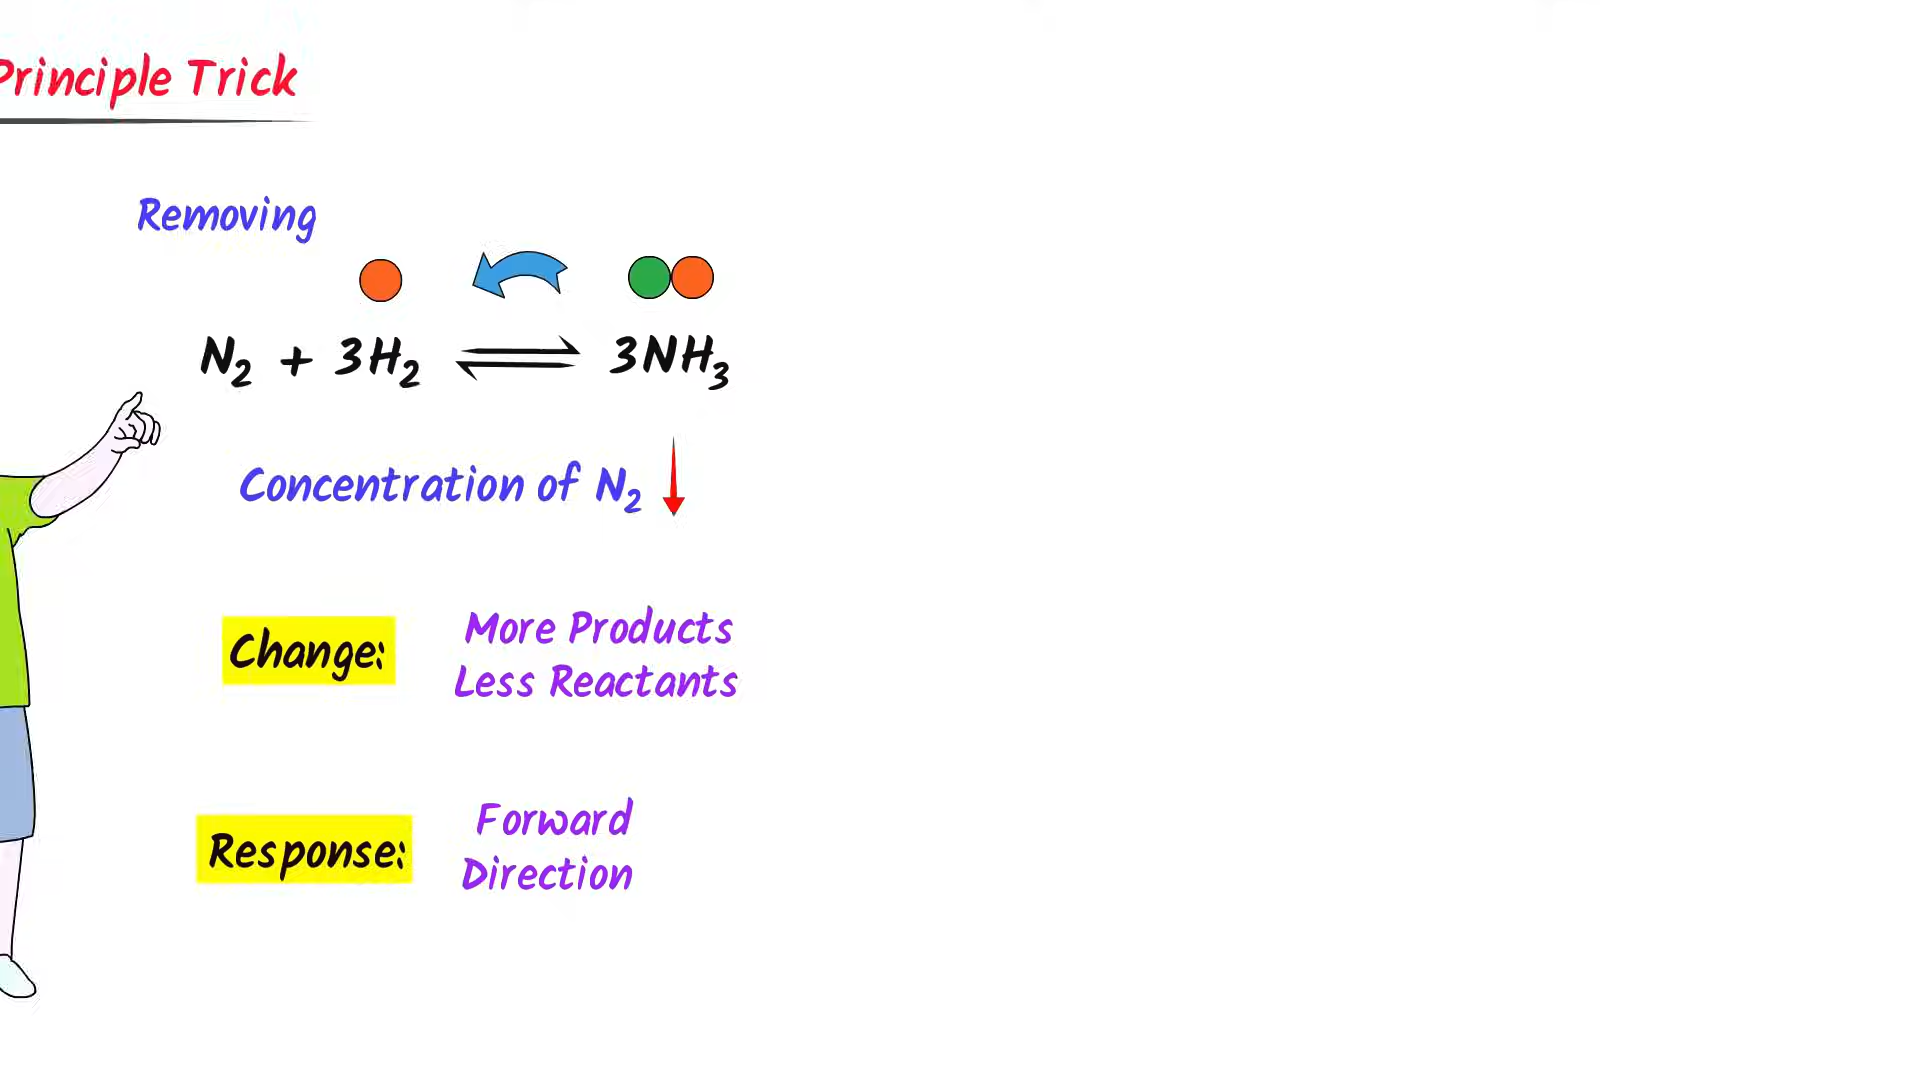 Principle Trick
Removing
N₂ + 3H₂ ⇌ 3NH₃
Concentration of N₂ ↓
Change:
More Products
Less Reactants
Response:
Forward
Direction